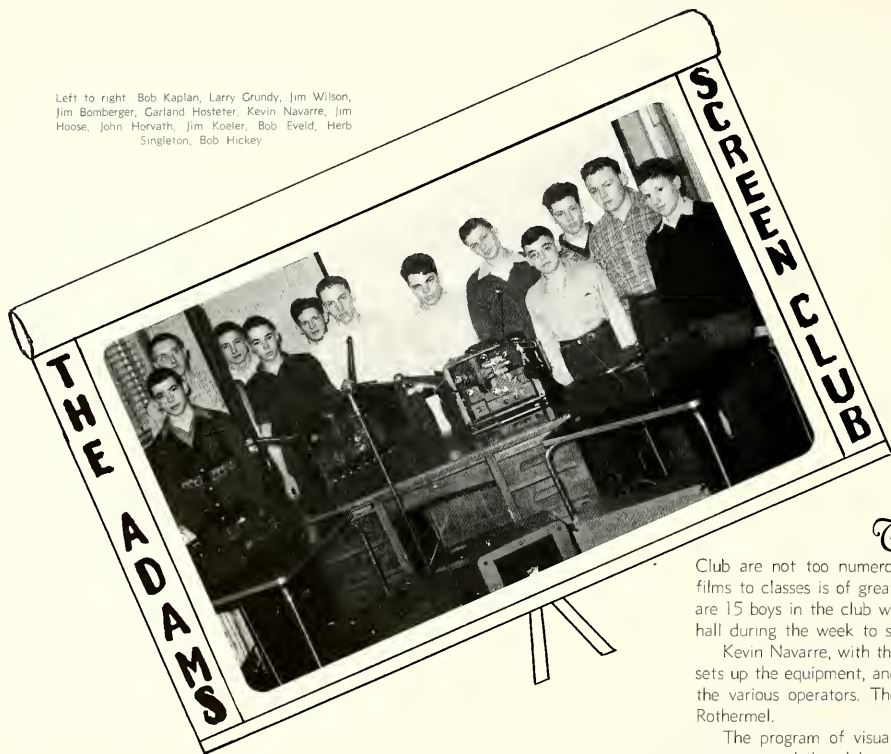 Left to right Bob Kaplan, Larry Grundy, Jim Wilson,
Jim Bomberger, Garland Hosteter, Kevin Navarre, Jim
Hoose, John Horvath, Jim Koeler, Bob Eveld, Herb
Singleton, Bob Hickey
THE ADAMS
SCREEN CLUB
Club are not too numero
films to classes is of grea
are 15 boys in the club w
hall during the week to s
Kevin Navarre, with th
sets up the equipment, and
the various operators. The
Rothermel.
The program of visua